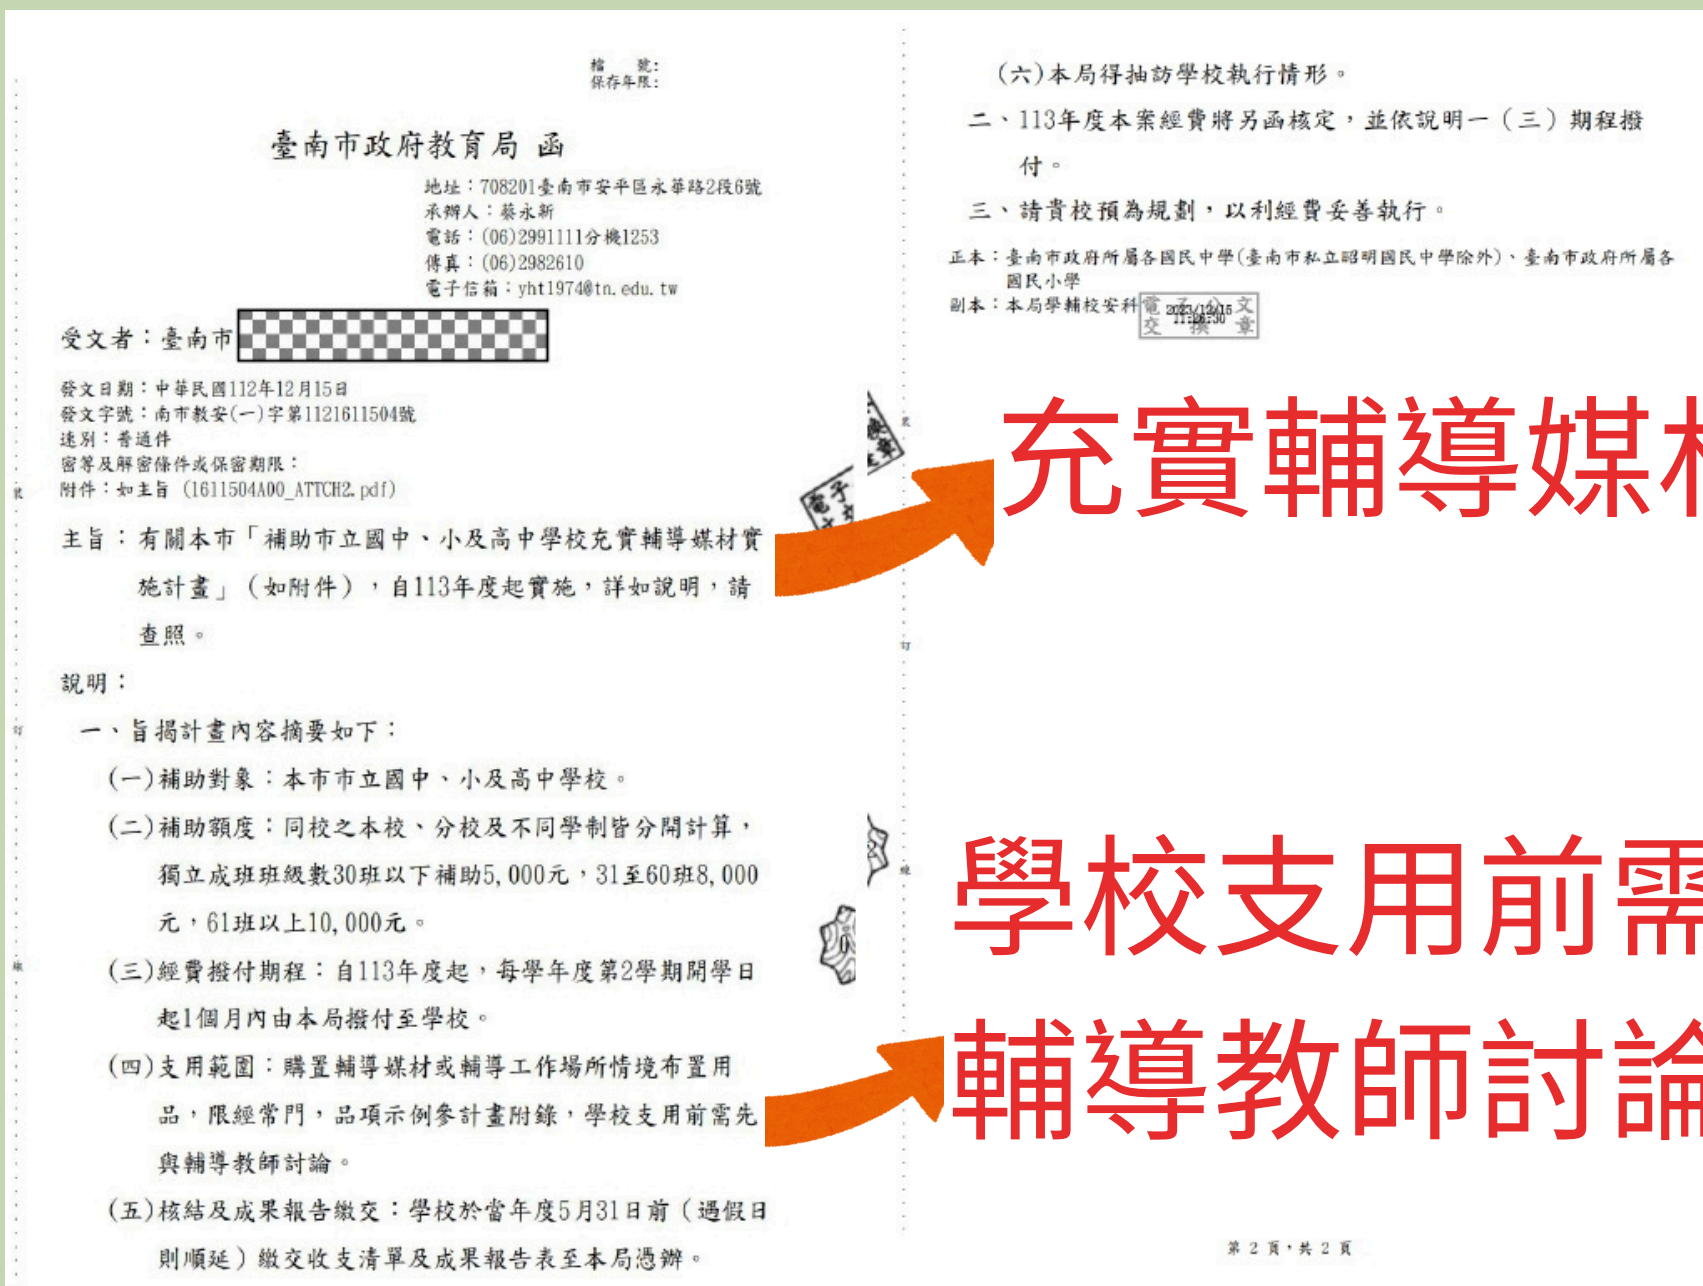 檔　　號：
保存年限：
臺南市政府教育局 函
地址：708201臺南市安平區永華路2段6號
承辦人：蔡永新
電話：(06)2991111分機1253
傳真：(06)2982610
電子信箱：yht1974@tn.edu.tw
受文者：臺南市
發文日期：中華民國112年12月15日
發文字號：南市教安(一)字第1121611504號
速別：普通件
密等及解密條件或保密期限：
附件：如主旨 (1611504A00_ATTCH2.pdf)
主旨：有關本市「補助市立國中、小及高中學校充實輔導媒材實
施計畫」（如附件），自113年度起實施，詳如說明，請
查照。
說明：
一、旨揭計畫內容摘要如下：
(一)補助對象：本市市立國中、小及高中學校。
(二)補助額度：同校之本校、分校及不同學制皆分開計算，
獨立成班班級數30班以下補助5,000元，31至60班8,000
元，61班以上10,000元。
(三)經費撥付期程：自113年度起，每學年度第2學期開學日
起1個月內由本局撥付至學校。
(四)支用範圍：購置輔導媒材或輔導工作場所情境布置用
品，限經常門，品項示例參計畫附錄，學校支用前需先
與輔導教師討論。
(五)核結及成果報告繳交：學校於當年度5月31日前（遇假日
則順延）繳交收支清單及成果報告表至本局憑辦。
裝
訂
線
(六)本局得抽訪學校執行情形。
二、113年度本案經費將另函核定，並依說明一（三）期程撥
付。
三、請貴校預為規劃，以利經費妥善執行。
正本：臺南市政府所屬各國民中學(臺南市私立昭明國民中學除外)、臺南市政府所屬各
國民小學
副本：本局學輔校安科
電子公文
2023/12/15
交換章
充實輔導媒
學校支用前需
輔導教師討論
裝
訂
線
第 2 頁，共 2 頁